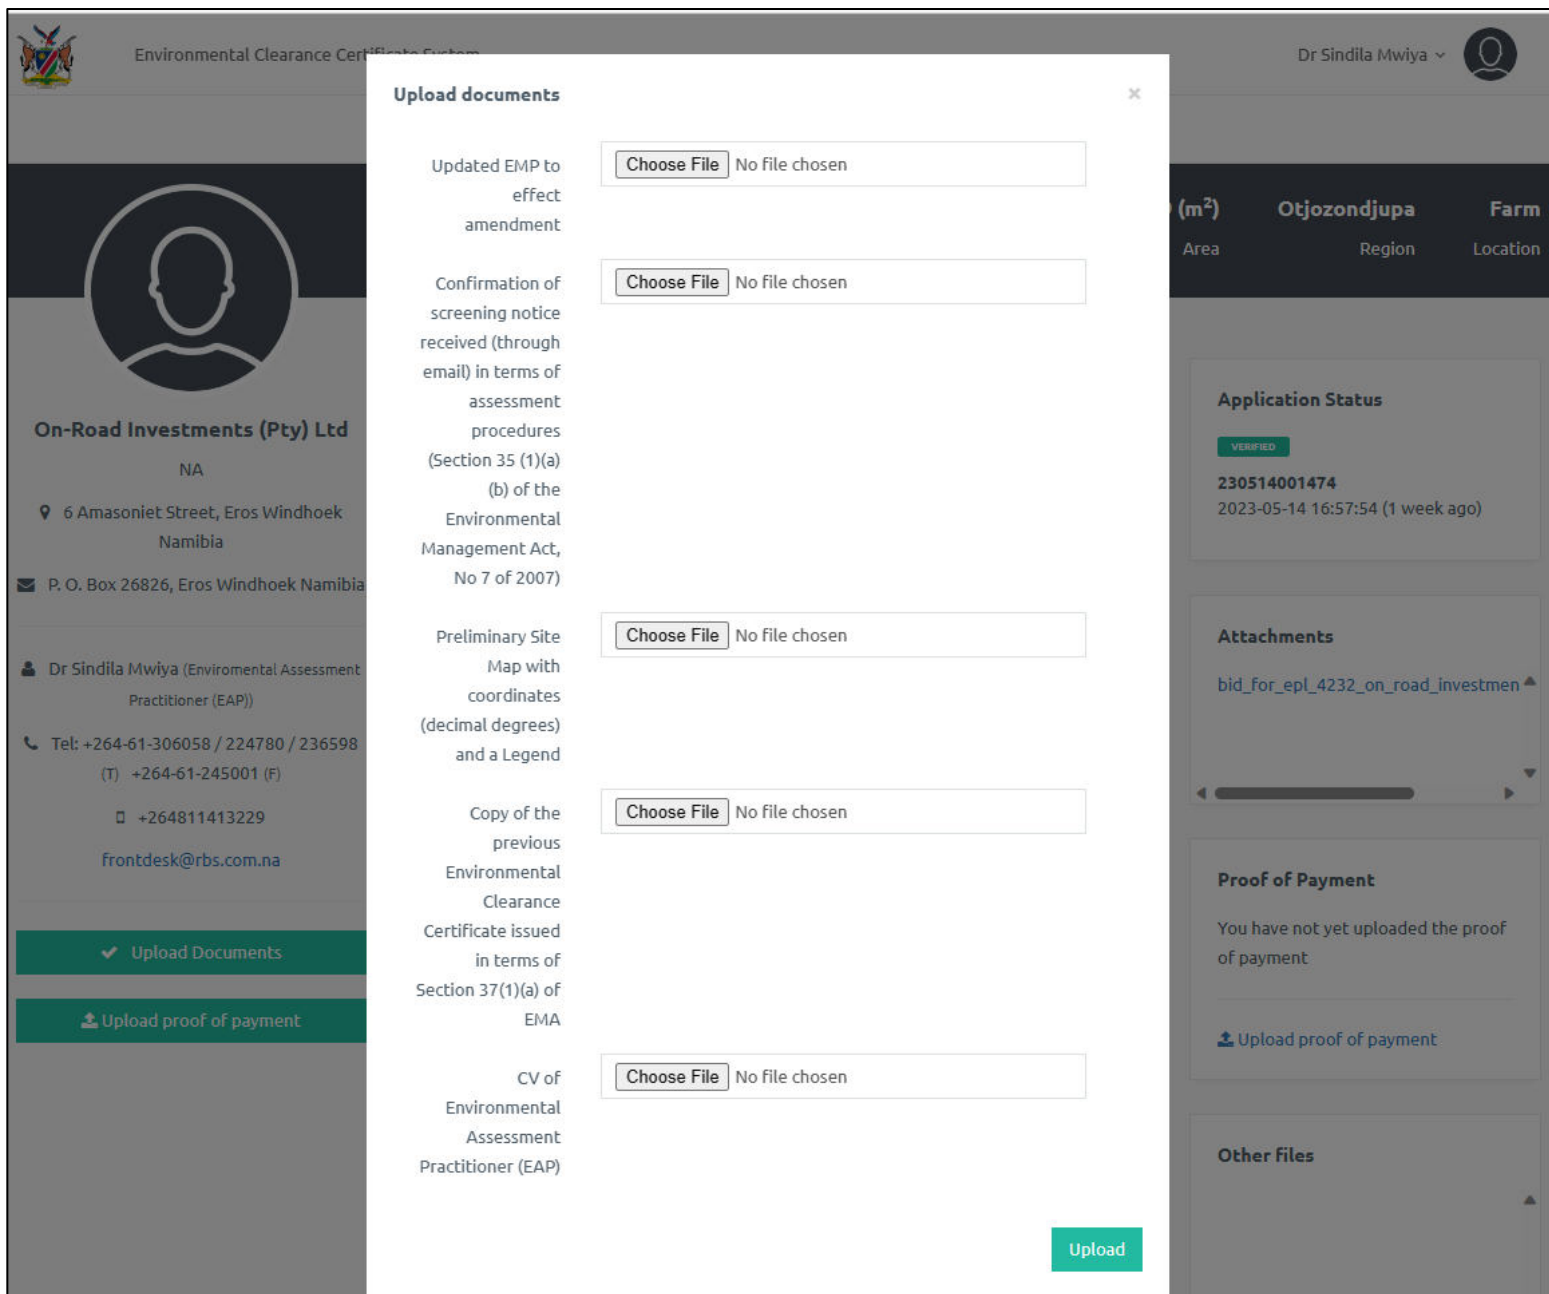 Environmental Clearance Certificate System
Dr Sindila Mwiya
Upload documents
×
Updated EMP to
effect
amendment
Choose File No file chosen
Confirmation of
screening notice
received (through
email) in terms of
assessment
procedures
(Section 35 (1)(a)
(b) of the
Environmental
Management Act,
No 7 of 2007)
Choose File No file chosen
Preliminary Site
Map with
coordinates
(decimal degrees)
and a Legend
Choose File No file chosen
Copy of the
previous
Environmental
Clearance
Certificate issued
in terms of
Section 37(1)(a) of
EMA
Choose File No file chosen
CV of
Environmental
Assessment
Practitioner (EAP)
Choose File No file chosen
Upload
On-Road Investments (Pty) Ltd
NA
6 Amasoniet Street, Eros Windhoek
Namibia
P. O. Box 26826, Eros Windhoek Namibia
Dr Sindila Mwiya (Enviromental Assessment
Practitioner (EAP))
Tel: +264-61-306058 / 224780 / 236598
(T) +264-61-245001 (F)
+264811413229
frontdesk@rbs.com.na
Upload Documents
Upload proof of payment
(m²) Otjozondjupa Farm
Area Region Location
Application Status
VERIFIED
230514001474
2023-05-14 16:57:54 (1 week ago)
Attachments
bid_for_epl_4232_on_road_investmen
Proof of Payment
You have not yet uploaded the proof
of payment
Upload proof of payment
Other files